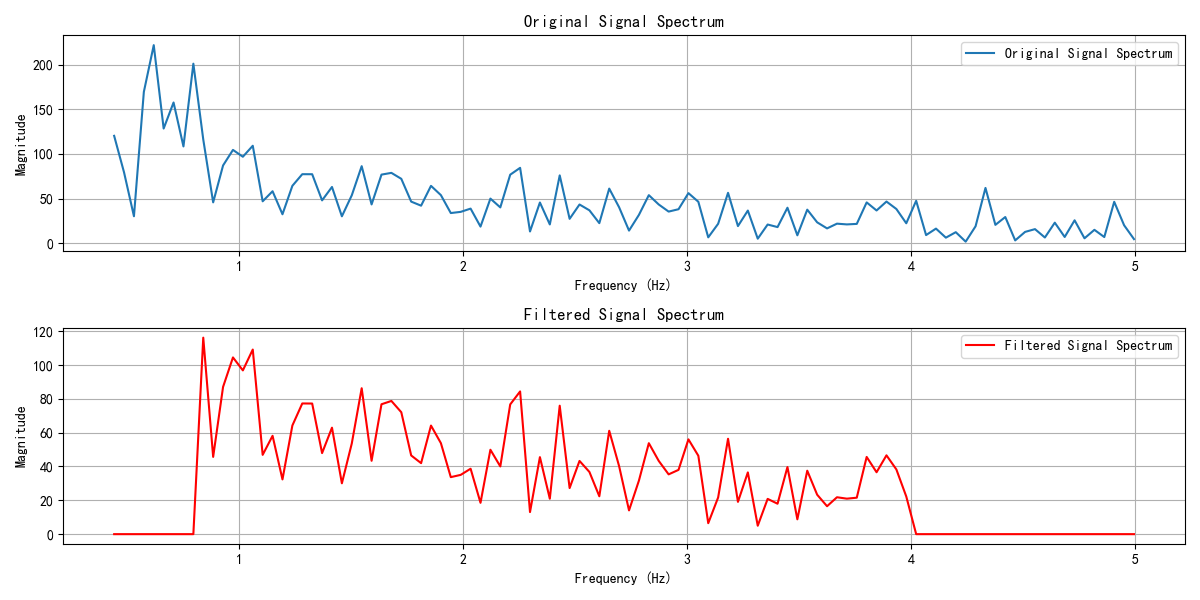 Original Signal Spectrum
Original Signal Spectrum
200
150
100
50
0
Magnitude
1 2 3 4 5
Frequency (Hz)
Filtered Signal Spectrum
Filtered Signal Spectrum
120
100
80
60
40
20
0
Magnitude
1 2 3 4 5
Frequency (Hz)